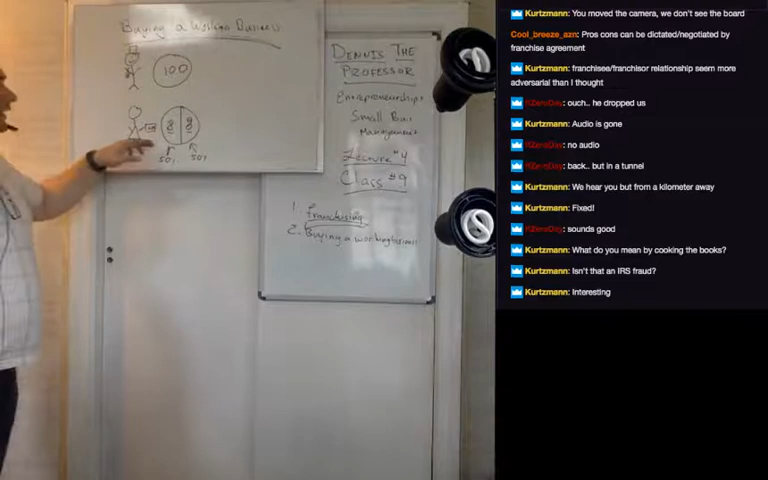 Buying a Working Business
100
50% 50%
DENNIS THE
PROFESSOR
Entrepreneurship
Small Bus
Management
Lecture #4
Class #9
1. Franchising
2. Buying a working business
Kurtzmann: You moved the camera, we don't see the board
Cool_breeze_azn: Pros cons can be dictated/negotiated by
franchise agreement
Kurtzmann: franchisee/franchisor relationship seem more
adversarial than I thought
: ouch.. he dropped us
Kurtzmann: Audio is gone
: no audio
: back.. but in a tunnel
Kurtzmann: We hear you but from a kilometer away
Kurtzmann: Fixed!
: sounds good
Kurtzmann: What do you mean by cooking the books?
Kurtzmann: Isn't that an IRS fraud?
Kurtzmann: Interesting